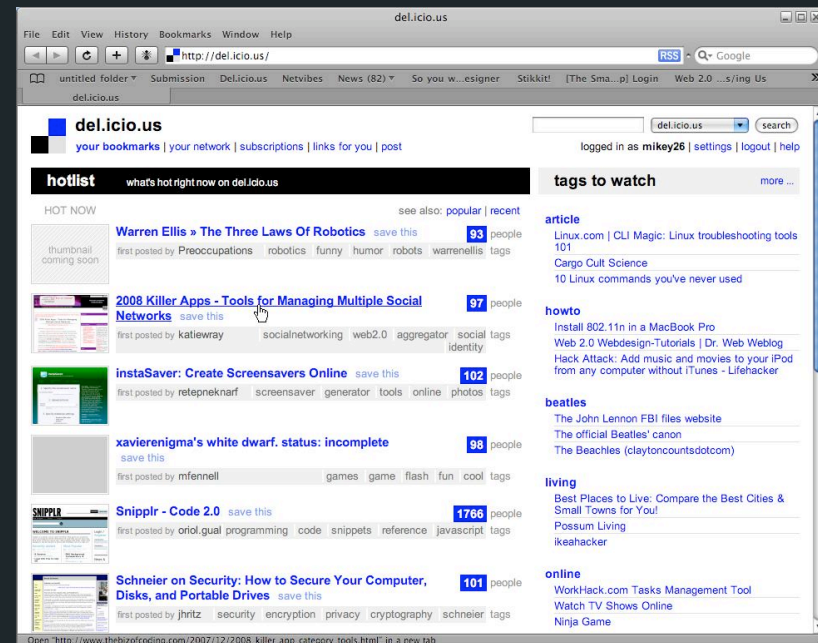 del.icio.us
File Edit View History Bookmarks Window Help
http://del.icio.us/ RSS Google
untitled folder Submission Del.icio.us Netvibes News (82) So you w...esigner Stikkit! [The Sma...p] Login Web 2.0 ...s/ing Us
del.icio.us
del.icio.us
del.icio.us search
your bookmarks | your network | subscriptions | links for you | post
logged in as mikey26 | settings | logout | help
hotlist what's hot right now on del.icio.us
HOT NOW
see also: popular | recent
thumbnail
coming soon
Warren Ellis » The Three Laws Of Robotics save this 93 people
first posted by Preoccupations robotics funny humor robots warrenellis tags
2008 Killer Apps - Tools for Managing Multiple Social 97 people
Networks save this
first posted by katiewray socialnetworking web2.0 aggregator social tags
identity
instaSaver: Create Screensavers Online save this 102 people
first posted by retepneknarf screensaver generator tools online photos tags
xavierenigma's white dwarf. status: incomplete 98 people
save this
first posted by mfennell games game flash fun cool tags
SNIPPLR
Snipplr - Code 2.0 save this 1766 people
first posted by oriol.gual programming code snippets reference javascript tags
Schneier on Security: How to Secure Your Computer, 101 people
Disks, and Portable Drives save this
first posted by jhritz security encryption privacy cryptography schneier tags
tags to watch more ...
article
Linux.com | CLI Magic: Linux troubleshooting tools
101
Cargo Cult Science
10 Linux commands you've never used
howto
Install 802.11n in a MacBook Pro
Web 2.0 Webdesign-Tutorials | Dr. Web Weblog
Hack Attack: Add music and movies to your iPod
from any computer without iTunes - Lifehacker
beatles
The John Lennon FBI files website
The official Beatles' canon
The Beachles (claytoncountsdotcom)
living
Best Places to Live: Compare the Best Cities &
Small Towns for You!
Possum Living
ikeahacker
online
WorkHack.com Tasks Management Tool
Watch TV Shows Online
Ninja Game
Open "http://www.thebizofcoding.com/2007/12/2008_killer_app_category_tools.html" in a new tab